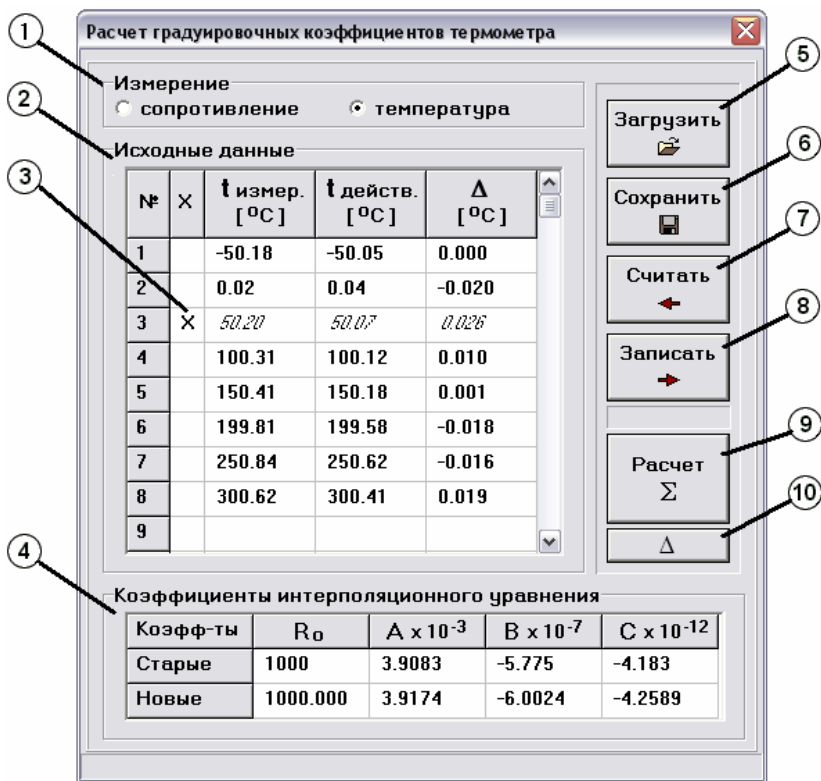 Расчет градуировочных коэффициентов термометра
1
Измерение
сопротивление температура
2
Исходные данные
3
№ X t измер. [°C] t действ. [°C] Δ [°C]
1 -50.18 -50.05 0.000
2 0.02 0.04 -0.020
3 X 50.20 50.07 0.026
4 100.31 100.12 0.010
5 150.41 150.18 0.001
6 199.81 199.58 -0.018
7 250.84 250.62 -0.016
8 300.62 300.41 0.019
9
5
Загрузить
6
Сохранить
7
Считать
8
Записать
9
Расчет
Σ
10
Δ
4
Коэффициенты интерполяционного уравнения
Коэфф-ты Ro A x 10⁻³ B x 10⁻⁷ C x 10⁻¹²
Старые 1000 3.9083 -5.775 -4.183
Новые 1000.000 3.9174 -6.0024 -4.2589